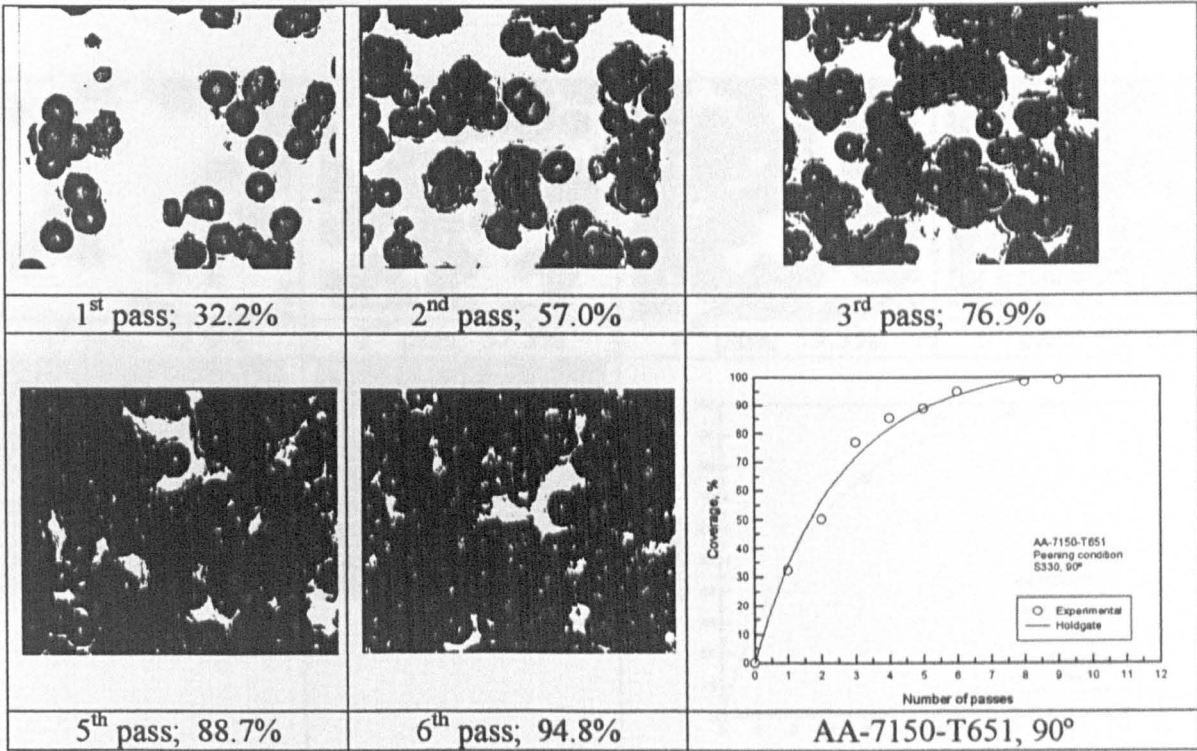 1st pass; 32.2%
2nd pass; 57.0%
3rd pass; 76.9%
100
90
80
70
60
50
40
30
20
10
0
Coverage, %
AA-7150-T651
Peening condition
S330, 90º
Experimental
Holdgate
0 1 2 3 4 5 6 7 8 9 10 11 12
Number of passes
5th pass; 88.7%
6th pass; 94.8%
AA-7150-T651, 90º